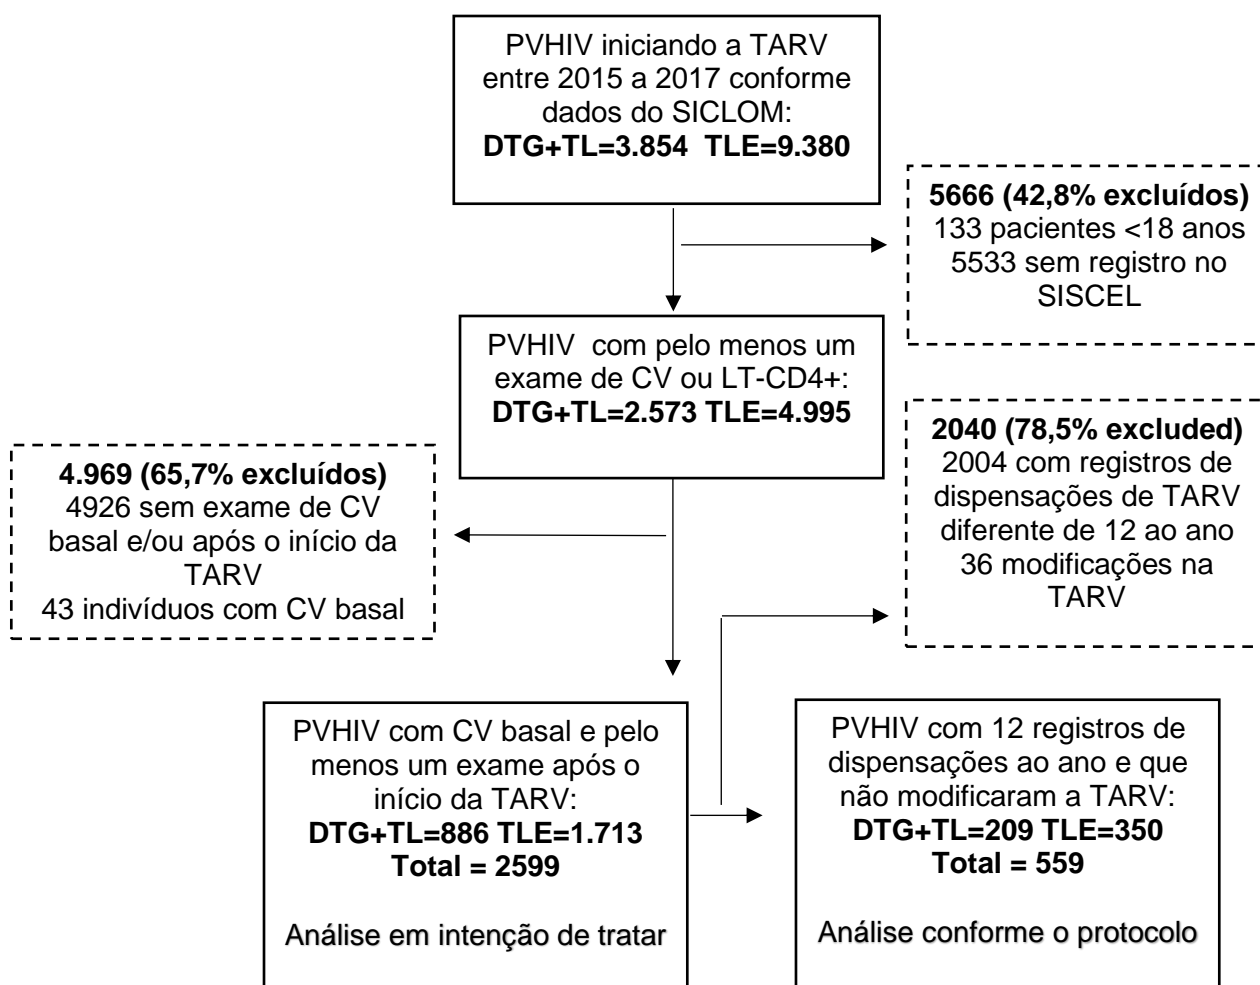 PVHIV iniciando a TARV
entre 2015 a 2017 conforme
dados do SICLOM:
DTG+TL=3.854 TLE=9.380
5666 (42,8% excluídos)
133 pacientes <18 anos
5533 sem registro no
SISCEL
PVHIV com pelo menos um
exame de CV ou LT-CD4+:
DTG+TL=2.573 TLE=4.995
2040 (78,5% excluded)
2004 com registros de
dispensações de TARV
diferente de 12 ao ano
36 modificações na
TARV
4.969 (65,7% excluídos)
4926 sem exame de CV
basal e/ou após o início da
TARV
43 indivíduos com CV basal
PVHIV com CV basal e pelo
menos um exame após o
início da TARV:
DTG+TL=886 TLE=1.713
Total = 2599
Análise em intenção de tratar
PVHIV com 12 registros de
dispensações ao ano e que
não modificaram a TARV:
DTG+TL=209 TLE=350
Total = 559
Análise conforme o protocolo